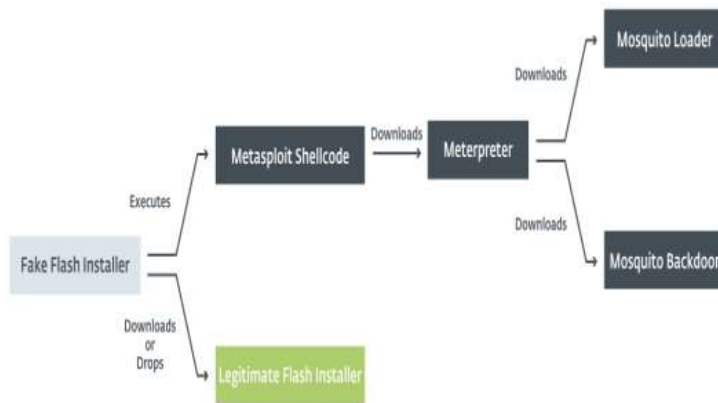 Mosquito Loader
Downloads
Metasploit Shellcode
Downloads
Meterpreter
Executes
Downloads
Fake Flash Installer
Mosquito Backdoor
Downloads
or
Drops
Legitimate Flash Installer